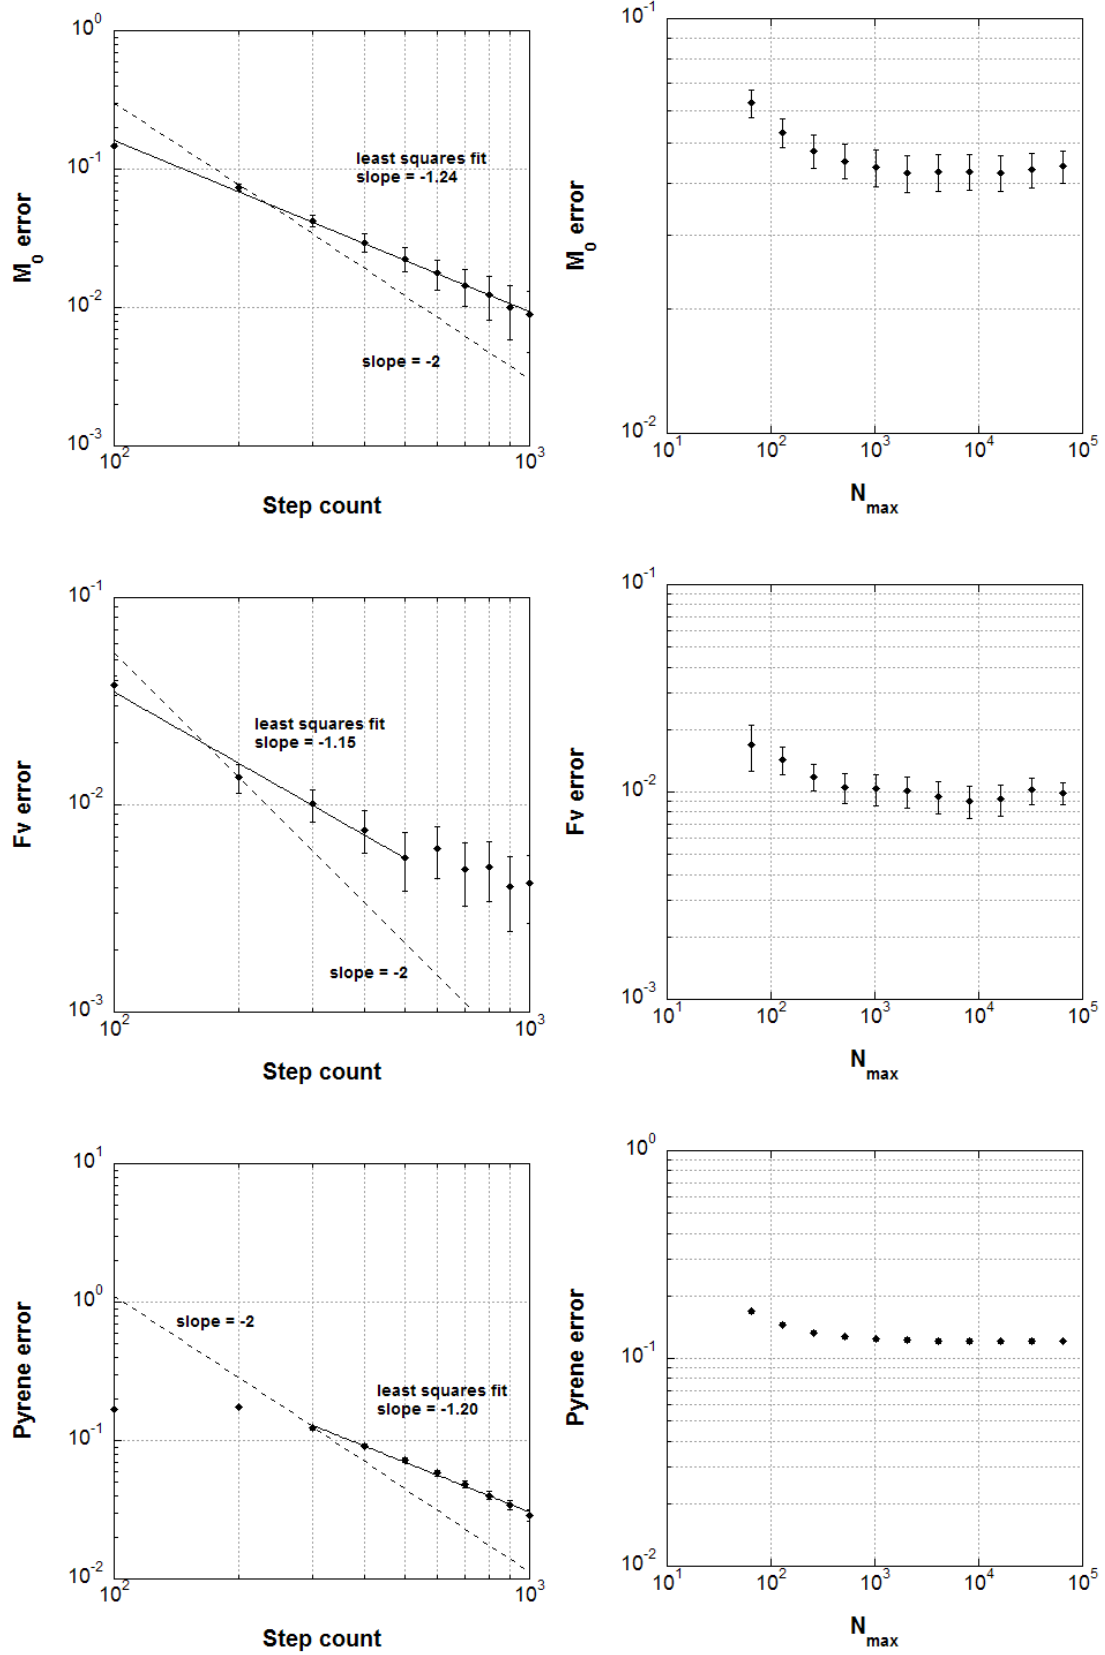 10⁰
10⁻¹
10⁻²
10⁻³
M₀ error
least squares fit
slope = -1.24
slope = -2
10² 10³
Step count
10⁻¹
10⁻²
M₀ error
10¹ 10² 10³ 10⁴ 10⁵
Nₘₐₓ
10⁻¹
10⁻²
10⁻³
Fv error
least squares fit
slope = -1.15
slope = -2
10² 10³
Step count
10⁻¹
10⁻²
10⁻³
Fv error
10¹ 10² 10³ 10⁴ 10⁵
Nₘₐₓ
10¹
10⁰
10⁻¹
10⁻²
Pyrene error
slope = -2
least squares fit
slope = -1.20
10² 10³
Step count
10⁰
10⁻¹
10⁻²
Pyrene error
10¹ 10² 10³ 10⁴ 10⁵
Nₘₐₓ